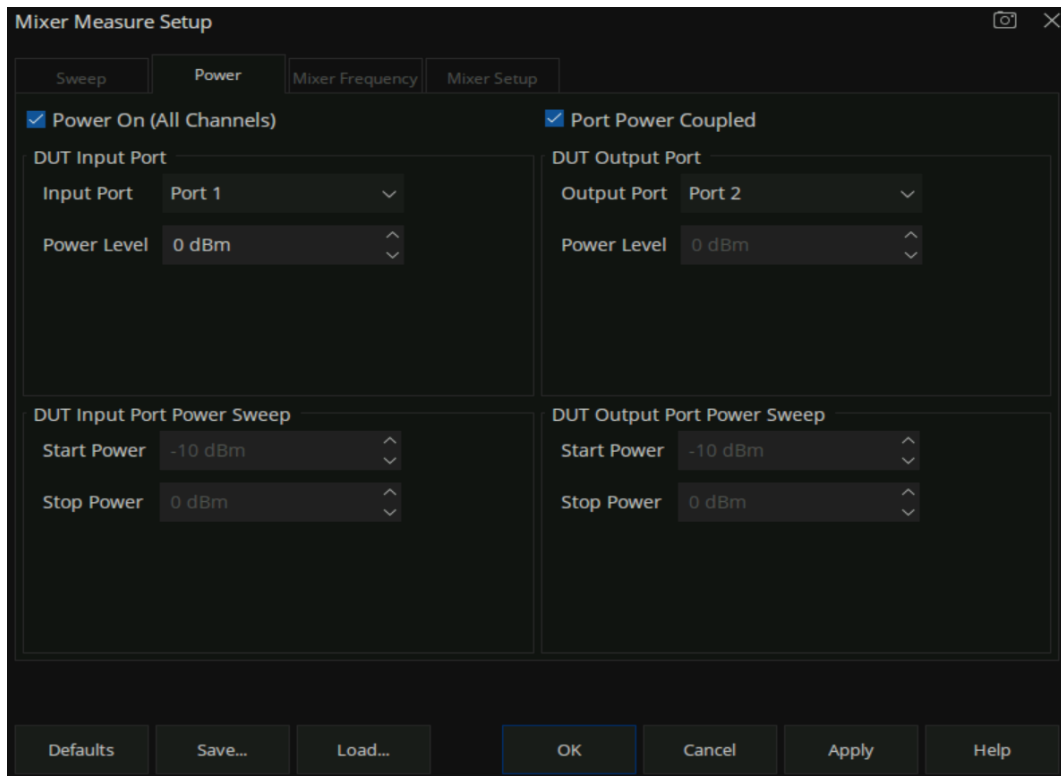 Mixer Measure Setup
Sweep Power Mixer Frequency Mixer Setup
Power On (All Channels) Port Power Coupled
DUT Input Port DUT Output Port
Input Port Port 1 Output Port Port 2
Power Level 0 dBm Power Level 0 dBm
DUT Input Port Power Sweep DUT Output Port Power Sweep
Start Power -10 dBm Start Power -10 dBm
Stop Power 0 dBm Stop Power 0 dBm
Defaults Save... Load... OK Cancel Apply Help